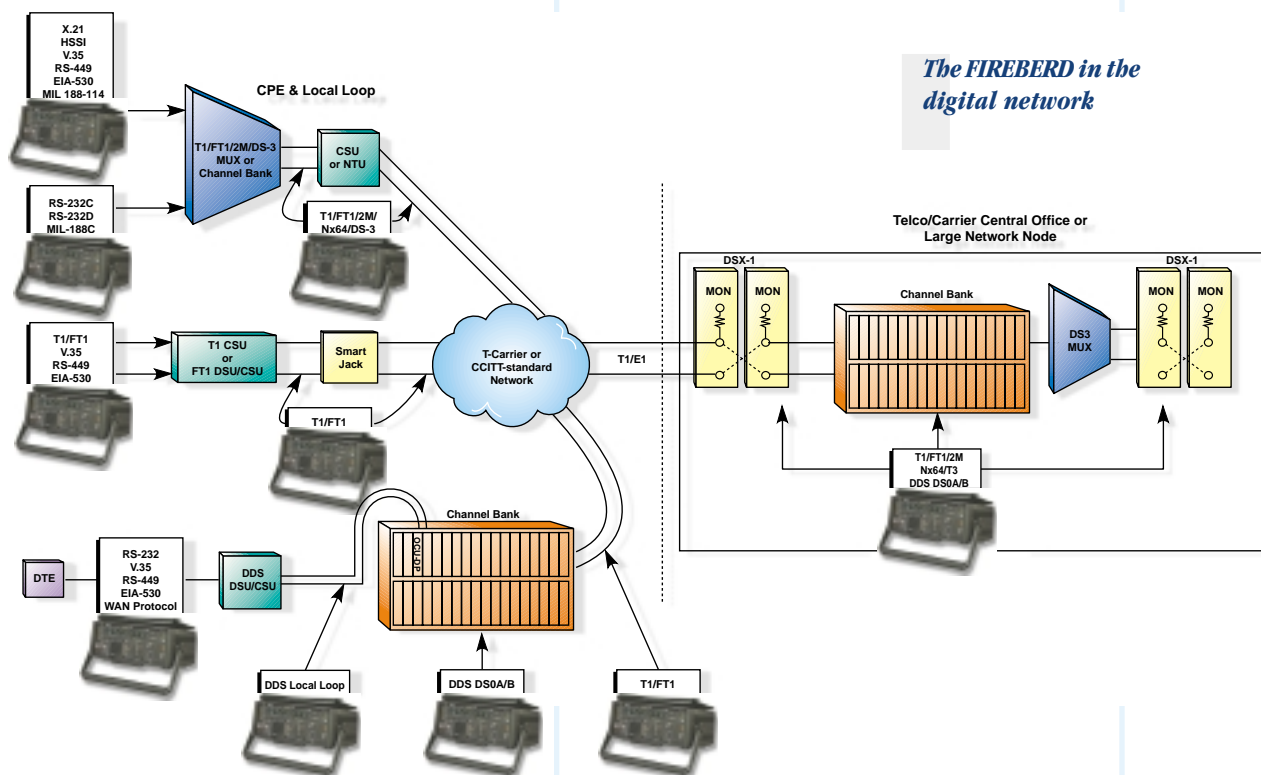 The FIREBERD in the
digital network
CPE & Local Loop
X.21
HSSI
V.35
RS-449
EIA-530
MIL 188-114
T1/FT1/2M/DS-3
MUX or
Channel Bank
CSU
or NTU
RS-232C
RS-232D
MIL-188C
T1/FT1/2M/
Nx64/DS-3
T1/FT1
V.35
RS-449
EIA-530
T1 CSU
or
FT1 DSU/CSU
Smart
Jack
T1/FT1
T-Carrier or
CCITT-standard
Network
T1/E1
Telco/Carrier Central Office or
Large Network Node
DSX-1
MON
MON
Channel Bank
DS3
MUX
DSX-1
MON
MON
T1/FT1/2M
Nx64/T3
DDS DS0A/B
Channel Bank
OCU-DP
DTE
RS-232
V.35
RS-449
EIA-530
WAN Protocol
DDS
DSU/CSU
DDS Local Loop
DDS DS0A/B
T1/FT1